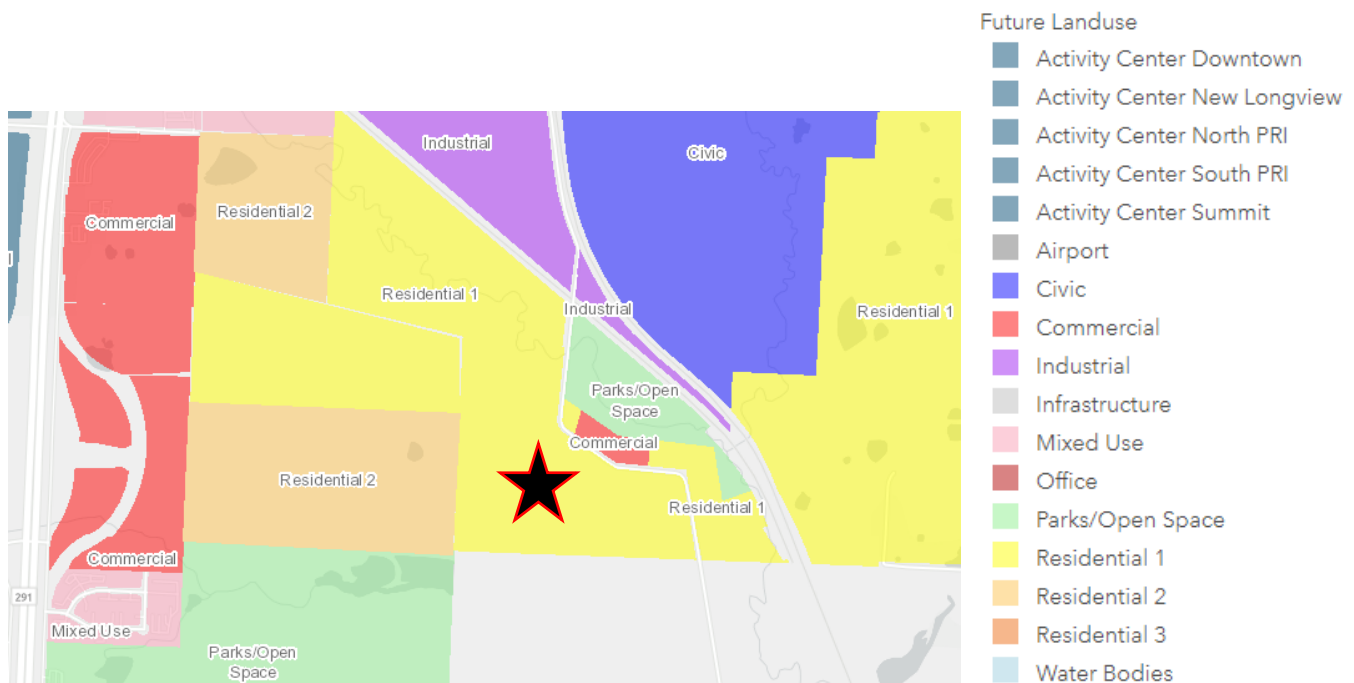 Future Landuse
Activity Center Downtown
Activity Center New Longview
Activity Center North PRI
Activity Center South PRI
Activity Center Summit
Airport
Civic
Commercial
Industrial
Infrastructure
Mixed Use
Office
Parks/Open Space
Residential 1
Residential 2
Residential 3
Water Bodies
Industrial
Civic
Commercial
Residential 2
Residential 1
Industrial
Residential 1
Parks/Open
Space
Commercial
Residential 2
Residential 1
Commercial
291
Mixed Use
Parks/Open
Space